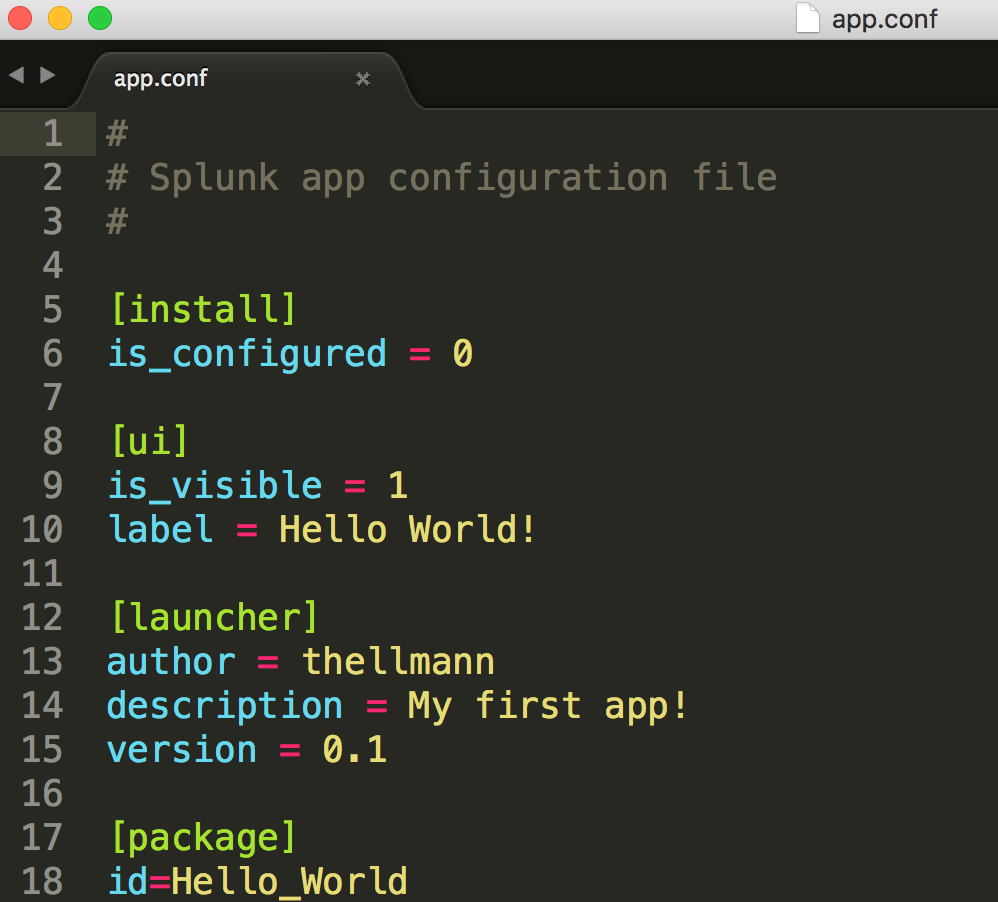 app.conf
app.conf
1 #
2 # Splunk app configuration file
3 #
4
5 [install]
6 is_configured = 0
7
8 [ui]
9 is_visible = 1
10 label = Hello World!
11
12 [launcher]
13 author = thellmann
14 description = My first app!
15 version = 0.1
16
17 [package]
18 id=Hello_World